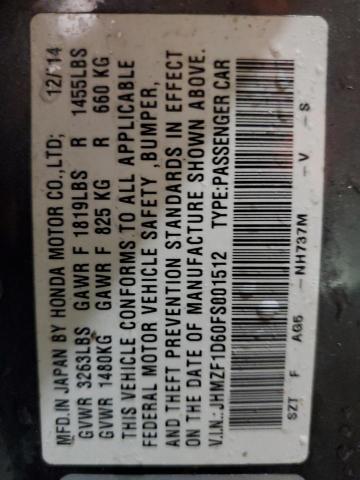 MFD.IN JAPAN BY HONDA MOTOR CO.,LTD; 12/14
GVWR 3263LBS GAWR F 1819LBS R 1455LBS
GVWR 1480KG GAWR F 825 KG R 660 KG
THIS VEHICLE CONFORMS TO ALL APPLICABLE
FEDERAL MOTOR VEHICLE SAFETY ,BUMPER,
AND THEFT PREVENTION STANDARDS IN EFFECT
ON THE DATE OF MANUFACTURE SHOWN ABOVE.
V.I.N.: JHMZF1D60FS001512 TYPE:PASSENGER CAR
SZT F AG5 -NH737M -V -S